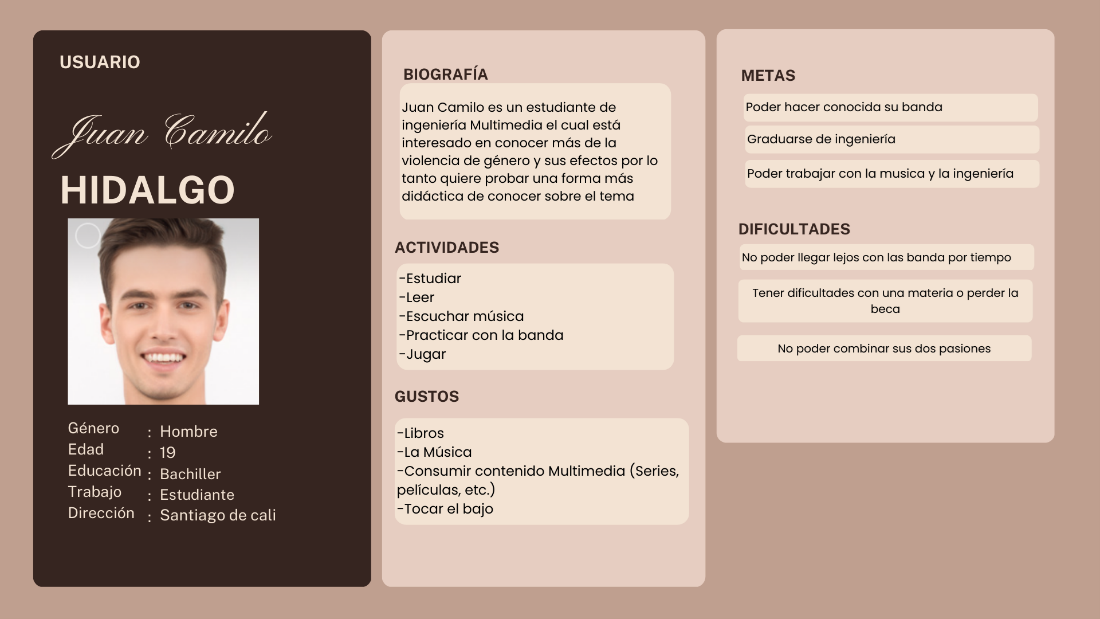 USUARIO
Juan Camilo
HIDALGO
Género : Hombre
Edad : 19
Educación : Bachiller
Trabajo : Estudiante
Dirección : Santiago de cali
BIOGRAFÍA
Juan Camilo es un estudiante de
ingeniería Multimedia el cual está
interesado en conocer más de la
violencia de género y sus efectos por lo
tanto quiere probar una forma más
didáctica de conocer sobre el tema
ACTIVIDADES
-Estudiar
-Leer
-Escuchar música
-Practicar con la banda
-Jugar
GUSTOS
-Libros
-La Música
-Consumir contenido Multimedia (Series,
películas, etc.)
-Tocar el bajo
METAS
Poder hacer conocida su banda
Graduarse de ingeniería
Poder trabajar con la musica y la ingeniería
DIFICULTADES
No poder llegar lejos con las banda por tiempo
Tener dificultades con una materia o perder la
beca
No poder combinar sus dos pasiones